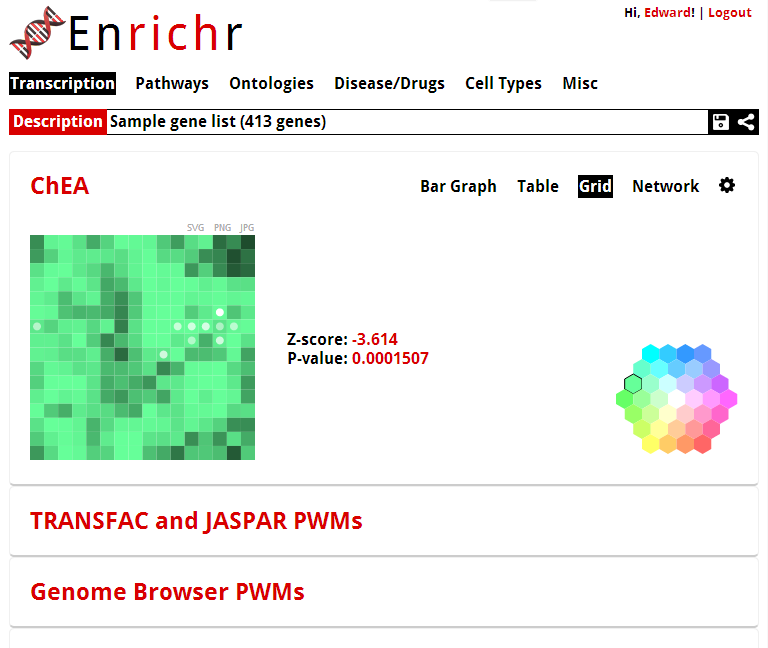 Enrichr
Hi, Edward! | Logout
Transcription Pathways Ontologies Disease/Drugs Cell Types Misc
Description Sample gene list (413 genes)
ChEA
Bar Graph Table Grid Network
SVG PNG JPG
Z-score: -3.614
P-value: 0.0001507
TRANSFAC and JASPAR PWMs
Genome Browser PWMs